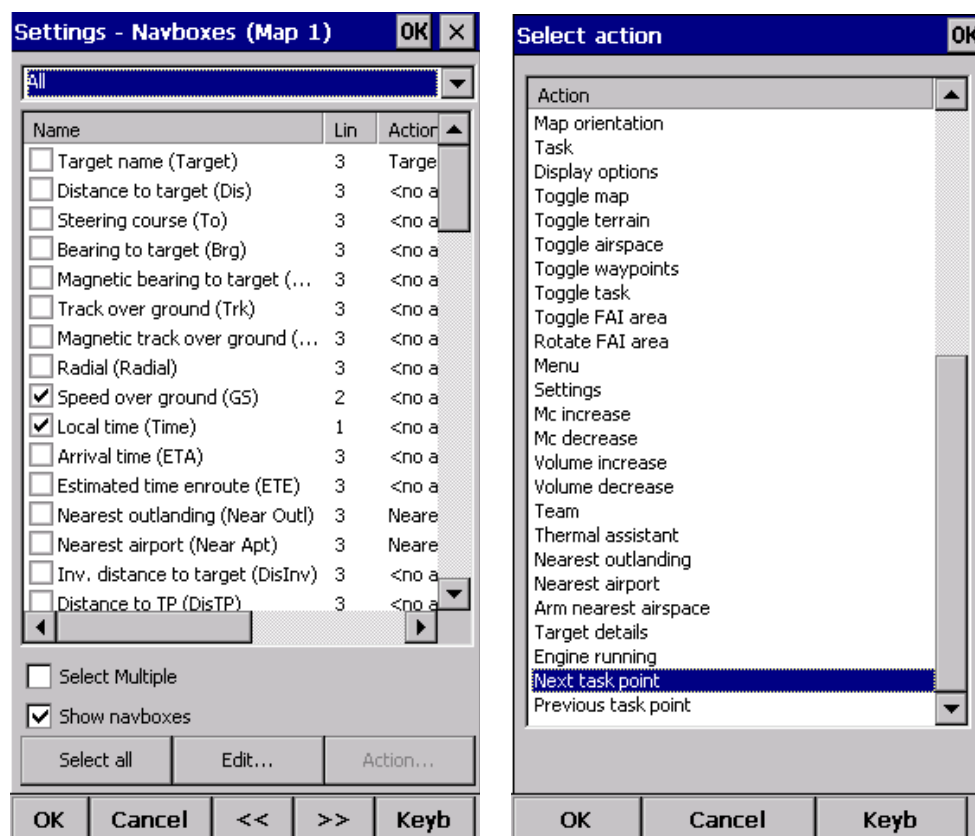 Settings - Navboxes (Map 1) OK
All
Name Lin Action
Target name (Target) 3 Targe
Distance to target (Dis) 3 <no a
Steering course (To) 3 <no a
Bearing to target (Brg) 3 <no a
Magnetic bearing to target (... 3 <no a
Track over ground (Trk) 3 <no a
Magnetic track over ground (... 3 <no a
Radial (Radial) 3 <no a
Speed over ground (GS) 2 <no a
Local time (Time) 1 <no a
Arrival time (ETA) 3 <no a
Estimated time enroute (ETE) 3 <no a
Nearest outlanding (Near Outl) 3 Neare
Nearest airport (Near Apt) 3 Neare
Inv. distance to target (DisInv) 3 <no a
Distance to TP (DisTP) 3 <no a
Select Multiple
Show navboxes
Select all Edit... Action...
OK Cancel << >> Keyb
Select action OK
Action
Map orientation
Task
Display options
Toggle map
Toggle terrain
Toggle airspace
Toggle waypoints
Toggle task
Toggle FAI area
Rotate FAI area
Menu
Settings
Mc increase
Mc decrease
Volume increase
Volume decrease
Team
Thermal assistant
Nearest outlanding
Nearest airport
Arm nearest airspace
Target details
Engine running
Next task point
Previous task point
OK Cancel Keyb